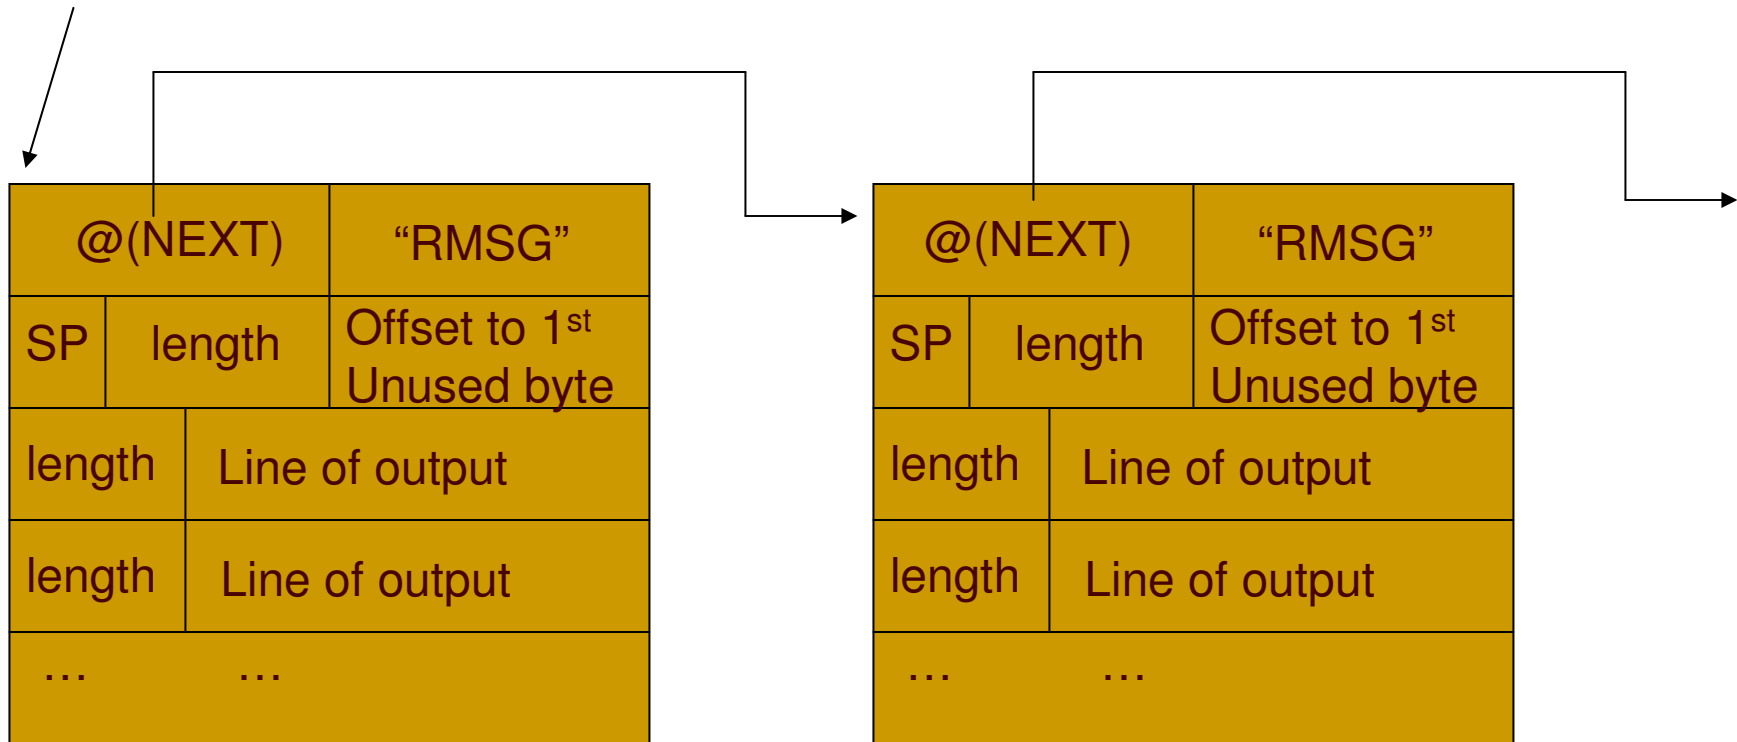 @(NEXT) “RMSG”
SP length Offset to 1st
Unused byte
length Line of output
length Line of output
… …
@(NEXT) “RMSG”
SP length Offset to 1st
Unused byte
length Line of output
length Line of output
… …